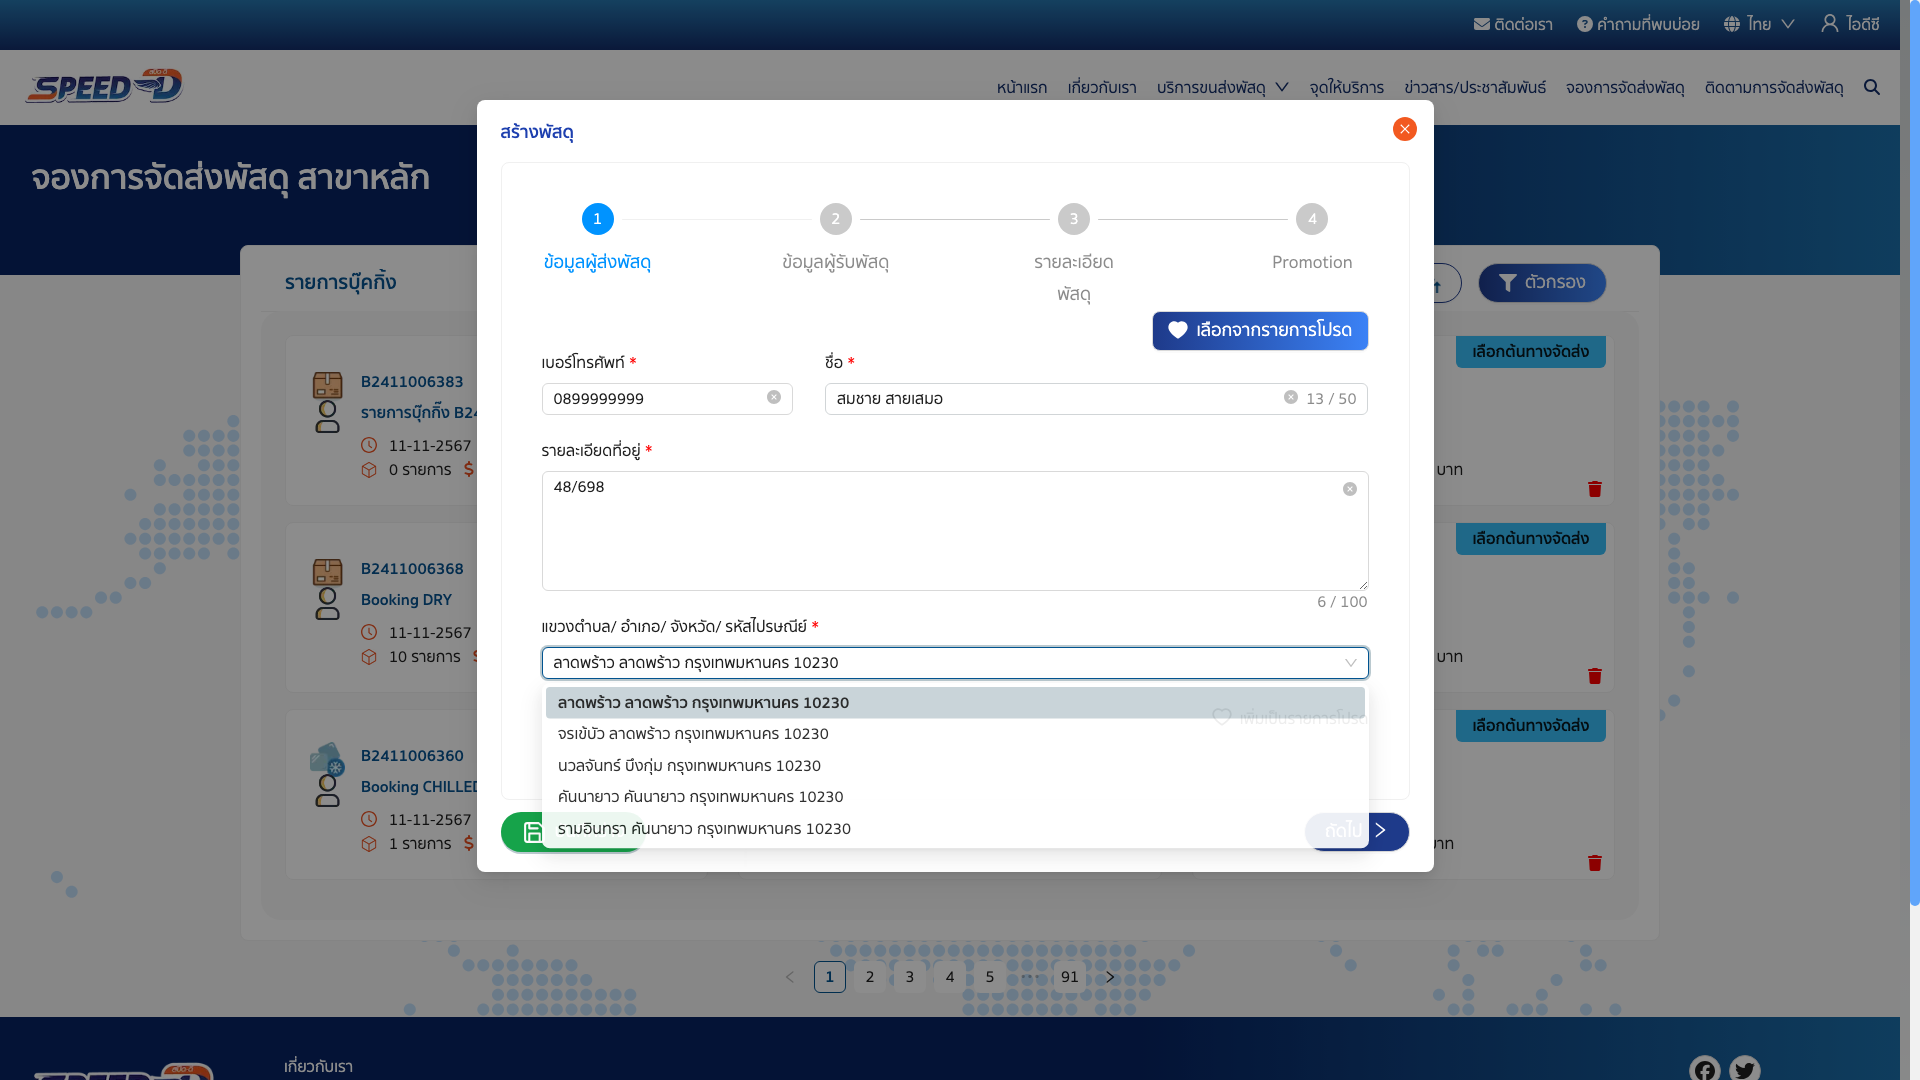 ติดต่อเรา
คำถามที่พบบ่อย
ไทย
ไอดีซี
SPEED-D
หน้าแรก
เกี่ยวกับเรา
บริการขนส่งพัสดุ
จุดให้บริการ
ข่าวสาร/ประชาสัมพันธ์
จองการจัดส่งพัสดุ
ติดตามการจัดส่งพัสดุ
จองการจัดส่งพัสดุ สาขาหลัก
รายการบุ๊คกิ้ง
ตัวกรอง
B2411006383
รายการบุ๊กกิ้ง B24
11-11-2567
0 รายการ
เลือกต้นทางจัดส่ง
บาท
B2411006368
Booking DRY
11-11-2567
10 รายการ
เลือกต้นทางจัดส่ง
บาท
B2411006360
Booking CHILLED
11-11-2567
1 รายการ
เลือกต้นทางจัดส่ง
บาท
สร้างพัสดุ
1
2
3
4
ข้อมูลผู้ส่งพัสดุ
ข้อมูลผู้รับพัสดุ
รายละเอียด
พัสดุ
Promotion
เลือกจากรายการโปรด
เบอร์โทรศัพท์ *
ชื่อ *
0899999999
สมชาย สายเสมอ
13 / 50
รายละเอียดที่อยู่ *
48/698
6 / 100
แขวงตำบล/ อำเภอ/ จังหวัด/ รหัสไปรษณีย์ *
ลาดพร้าว ลาดพร้าว กรุงเทพมหานคร 10230
ลาดพร้าว ลาดพร้าว กรุงเทพมหานคร 10230
เพิ่มเป็นรายการโปรด
จรเข้บัว ลาดพร้าว กรุงเทพมหานคร 10230
นวลจันทร์ บึงกุ่ม กรุงเทพมหานคร 10230
คันนายาว คันนายาว กรุงเทพมหานคร 10230
รามอินทรา คันนายาว กรุงเทพมหานคร 10230
ถัดไป
1
2
3
4
5
•••
91
เกี่ยวกับเรา